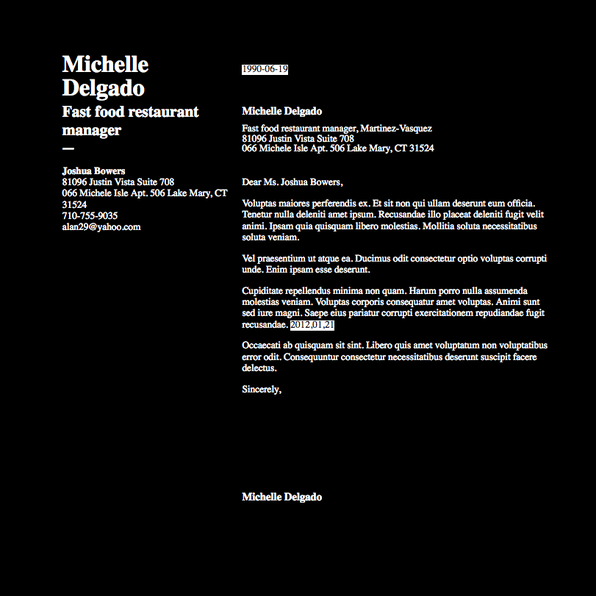 Michelle
Delgado
Fast food restaurant
manager
—
Joshua Bowers
81096 Justin Vista Suite 708
066 Michele Isle Apt. 506 Lake Mary, CT
31524
710-755-9035
alan29@yahoo.com
1990-06-19
Michelle Delgado
Fast food restaurant manager, Martinez-Vasquez
81096 Justin Vista Suite 708
066 Michele Isle Apt. 506 Lake Mary, CT 31524
Dear Ms. Joshua Bowers,
Voluptas maiores perferendis ex. Et sit non qui ullam deserunt eum officia.
Tenetur nulla deleniti amet ipsum. Recusandae illo placeat deleniti fugit velit
animi. Ipsam quia quisquam libero molestias. Mollitia soluta necessitatibus
soluta veniam.
Vel praesentium ut atque ea. Ducimus odit consectetur optio voluptas corrupti
unde. Enim ipsam esse deserunt.
Cupiditate repellendus minima non quam. Harum porro nulla assumenda
molestias veniam. Voluptas corporis consequatur amet voluptas. Animi sunt
sed iure magni. Saepe eius pariatur corrupti exercitationem repudiandae fugit
recusandae. 2012,01,21
Occaecati ab quisquam sit sint. Libero quis amet voluptatum non voluptatibus
error odit. Consequuntur consectetur necessitatibus deserunt suscipit facere
delectus.
Sincerely,
Michelle Delgado